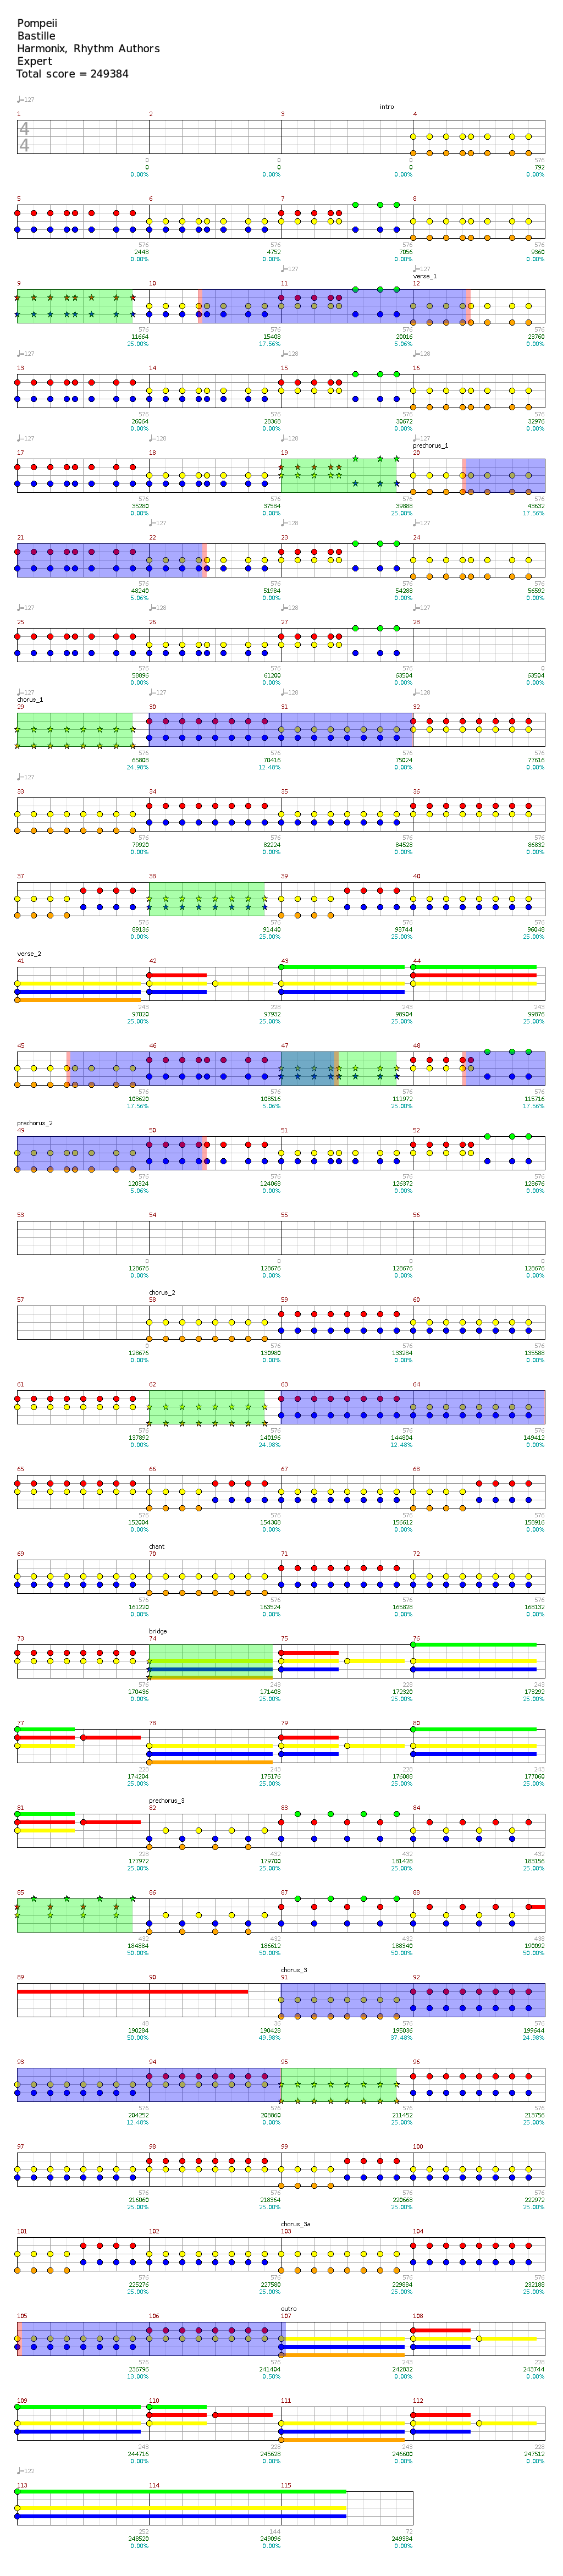 Pompeii
Bastille
Harmonix, Rhythm Authors
Expert
Total score = 249384
♩=127
intro
1 2 3 4
4
4
0 0 0 576
0 0 0 792
0.00% 0.00% 0.00% 0.00%
5 6 7 8
576 576 576 576
2448 4752 7056 9360
0.00% 0.00% 0.00% 0.00%
♩=127 ♩=127
verse_1
9 10 11 12
576 576 576 576
11664 15408 20016 23760
25.00% 17.56% 5.06% 0.00%
♩=127 ♩=128 ♩=127 ♩=128
13 14 15 16
576 576 576 576
26064 28368 30672 32976
0.00% 0.00% 0.00% 0.00%
♩=127 ♩=128 ♩=128 ♩=127
prechorus_1
17 18 19 20
576 576 576 576
35280 37584 39888 43632
0.00% 0.00% 25.00% 17.56%
♩=127 ♩=128 ♩=127
21 22 23 24
576 576 576 576
48240 51984 54288 56592
5.06% 0.00% 0.00% 0.00%
♩=127 ♩=128 ♩=128 ♩=127
25 26 27 28
576 576 576 0
58896 61200 63504 63504
0.00% 0.00% 0.00% 0.00%
♩=127 ♩=128 ♩=128 ♩=128
chorus_1
29 30 31 32
576 576 576 576
65808 70416 75024 77616
24.98% 12.48% 0.00% 0.00%
♩=127
33 34 35 36
576 576 576 576
79920 82224 84528 86832
0.00% 0.00% 0.00% 0.00%
37 38 39 40
576 576 576 576
89136 91440 93744 96048
0.00% 25.00% 25.00% 25.00%
verse_2
41 42 43 44
243 228 243 243
97020 97932 98904 99876
25.00% 25.00% 25.00% 25.00%
45 46 47 48
576 576 576 576
103620 108516 111972 115716
17.56% 5.06% 25.00% 17.56%
prechorus_2
49 50 51 52
576 576 576 576
120324 124068 126372 128676
5.06% 0.00% 0.00% 0.00%
53 54 55 56
0 0 0 0
128676 128676 128676 128676
0.00% 0.00% 0.00% 0.00%
chorus_2
57 58 59 60
0 576 576 576
128676 130980 133284 135588
0.00% 0.00% 0.00% 0.00%
61 62 63 64
576 576 576 576
137892 140196 144804 149412
0.00% 24.98% 12.48% 0.00%
65 66 67 68
576 576 576 576
152004 154308 156612 158916
0.00% 0.00% 0.00% 0.00%
chant
69 70 71 72
576 576 576 576
161220 163524 165828 168132
0.00% 0.00% 0.00% 0.00%
bridge
73 74 75 76
576 243 228 243
170436 171408 172320 173292
0.00% 25.00% 25.00% 25.00%
77 78 79 80
228 243 228 243
174204 175176 176088 177060
25.00% 25.00% 25.00% 25.00%
prechorus_3
81 82 83 84
228 432 432 432
177972 179700 181428 183156
25.00% 25.00% 25.00% 25.00%
85 86 87 88
432 432 432 438
184884 186612 188340 190092
50.00% 50.00% 50.00% 50.00%
chorus_3
89 90 91 92
48 36 576 576
190284 190428 195036 199644
50.00% 49.98% 37.48% 24.98%
93 94 95 96
576 576 576 576
204252 208860 211452 213756
12.48% 0.00% 25.00% 25.00%
97 98 99 100
576 576 576 576
216060 218364 220668 222972
25.00% 25.00% 25.00% 25.00%
chorus_3a
101 102 103 104
576 576 576 576
225276 227580 229884 232188
25.00% 25.00% 25.00% 25.00%
outro
105 106 107 108
576 576 243 228
236796 241404 242832 243744
13.00% 0.50% 0.00% 0.00%
109 110 111 112
243 226 243 228
244716 245628 246600 247512
0.00% 0.00% 0.00% 0.00%
♩=122
113 114 115
252 144 72
248520 249096 249384
0.00% 0.00% 0.00%